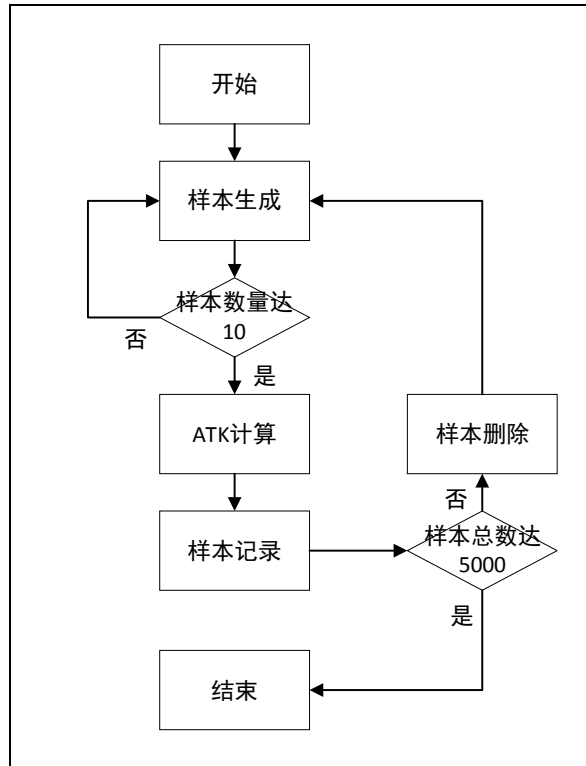 开始
样本生成
样本数量达
10
否
是
ATK计算
样本删除
否
样本记录
样本总数达
5000
是
结束